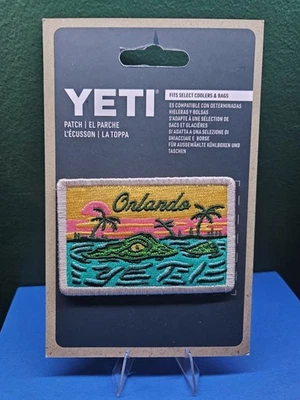 YETI
PATCH | EL PARCHE
L'ÉCUSSON | LA TOPPA
FITS SELECT COOLERS & BAGS
ES COMPATIBLE CON DETERMINADAS
HIELERAS Y BOLSAS
S'ADAPTE À UNE SÉLECTION DE
SACS ET GLACIÈRES
SI ADATTA A UNA SELEZIONE DI
GHIACCIAIE E BORSE
FÜR AUSGEWÄHLTE KÜHLBOXEN UND
TASCHEN
Orlando
YETI